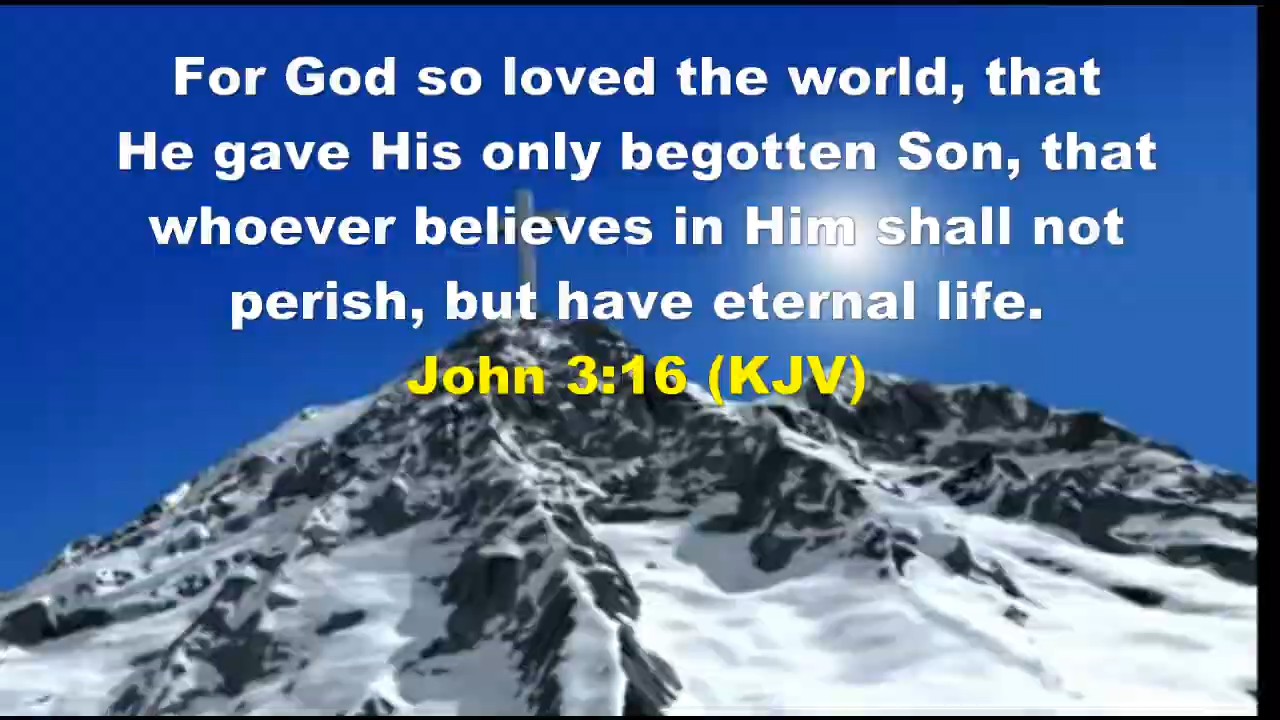 For God so loved the world, that
He gave His only begotten Son, that
whoever believes in Him shall not
perish, but have eternal life.
John 3:16 (KJV)